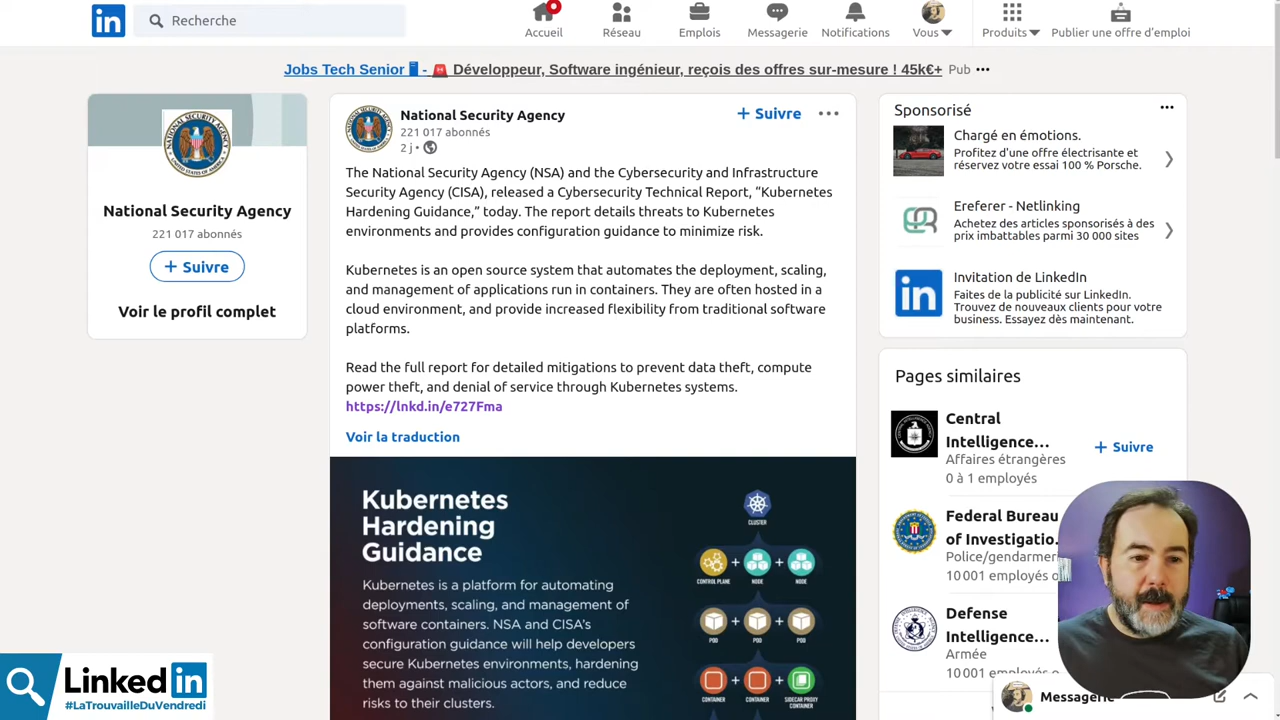 in
Recherche
Accueil
Réseau
Emplois
Messagerie
Notifications
Vous
Produits
Publier une offre d'emploi
Jobs Tech Senior - Développeur, Software ingénieur, reçois des offres sur-mesure ! 45k€+ Pub •••
National Security Agency
221 017 abonnés
+ Suivre
Voir le profil complet
National Security Agency
221 017 abonnés
2 j •
+ Suivre
The National Security Agency (NSA) and the Cybersecurity and Infrastructure
Security Agency (CISA), released a Cybersecurity Technical Report, “Kubernetes
Hardening Guidance,” today. The report details threats to Kubernetes
environments and provides configuration guidance to minimize risk.
Kubernetes is an open source system that automates the deployment, scaling,
and management of applications run in containers. They are often hosted in a
cloud environment, and provide increased flexibility from traditional software
platforms.
Read the full report for detailed mitigations to prevent data theft, compute
power theft, and denial of service through Kubernetes systems.
https://lnkd.in/e727Fma
Voir la traduction
Kubernetes
Hardening
Guidance
Kubernetes is a platform for automating
deployments, scaling, and management of
software containers. NSA and CISA's
configuration guidance will help developers
secure Kubernetes environments, hardening
them against malicious actors, and reduce
risks to their clusters.
CLUSTER
CONTROL PLANE + NODE + NODE
POD + POD + POD
CONTAINER + CONTAINER + SIDECAR PROXY
CONTAINER
Sponsorisé
Chargé en émotions.
Profitez d'une offre électrisante et
réservez votre essai 100 % Porsche.
Ereferer - Netlinking
Achetez des articles sponsorisés à des
prix imbattables parmi 30 000 sites
in
Invitation de LinkedIn
Faites de la publicité sur LinkedIn.
Trouvez de nouveaux clients pour votre
business. Essayez dès maintenant.
Pages similaires
Central
Intelligence…
Affaires étrangères
0 à 1 employés
+ Suivre
Federal Bureau
of Investigatio
Police/gendarmer
10 001 employés o
Defense
Intelligence…
Armée
10 001
Messagerie
Linked in
#LaTrouvailleDuVendredi